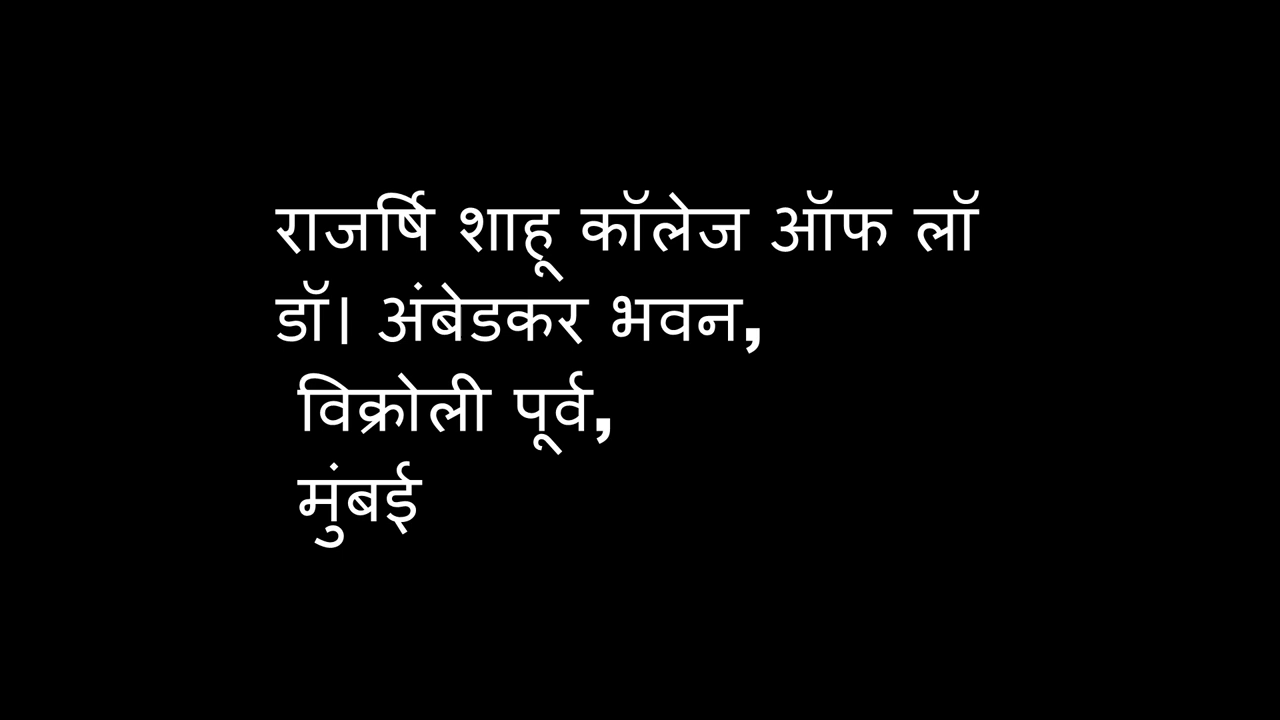 राजर्षि शाहू कॉलेज ऑफ लॉ
डॉ। अंबेडकर भवन,
विक्रोली पूर्व,
मुंबई